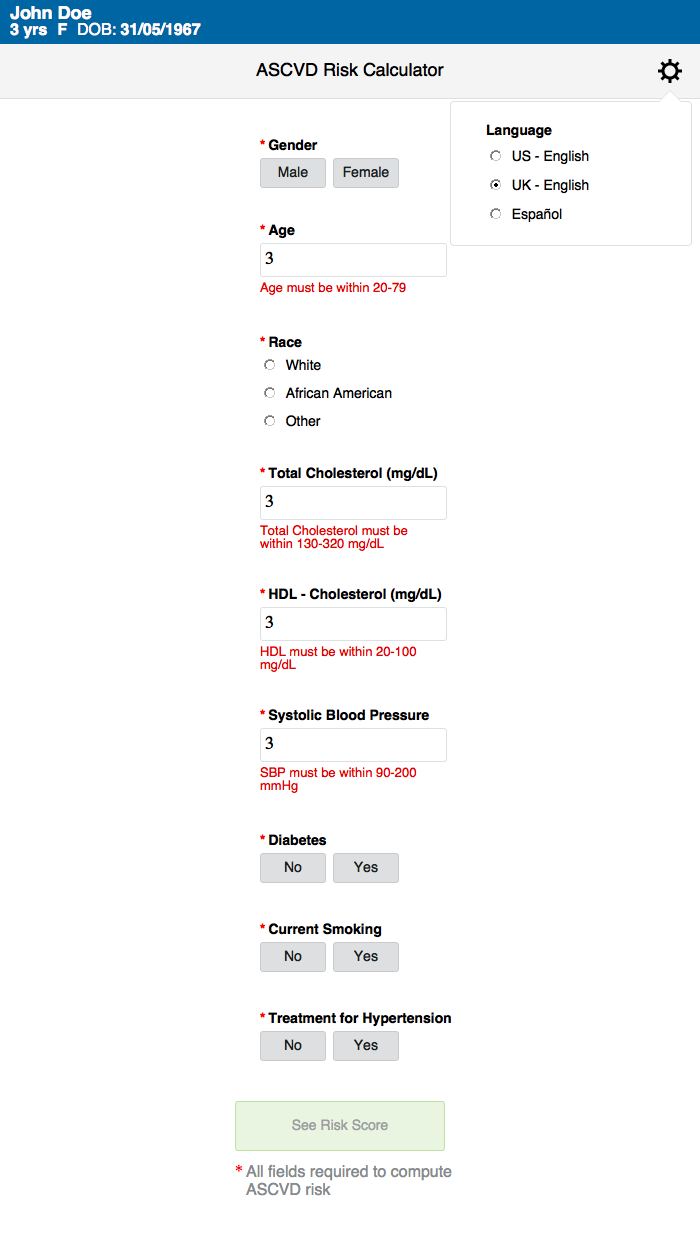 John Doe
3 yrs F DOB: 31/05/1967
ASCVD Risk Calculator
Language
US - English
UK - English
Español
* Gender
Male Female
* Age
3
Age must be within 20-79
* Race
White
African American
Other
* Total Cholesterol (mg/dL)
3
Total Cholesterol must be
within 130-320 mg/dL
* HDL - Cholesterol (mg/dL)
3
HDL must be within 20-100
mg/dL
* Systolic Blood Pressure
3
SBP must be within 90-200
mmHg
* Diabetes
No Yes
* Current Smoking
No Yes
* Treatment for Hypertension
No Yes
See Risk Score
* All fields required to compute
ASCVD risk